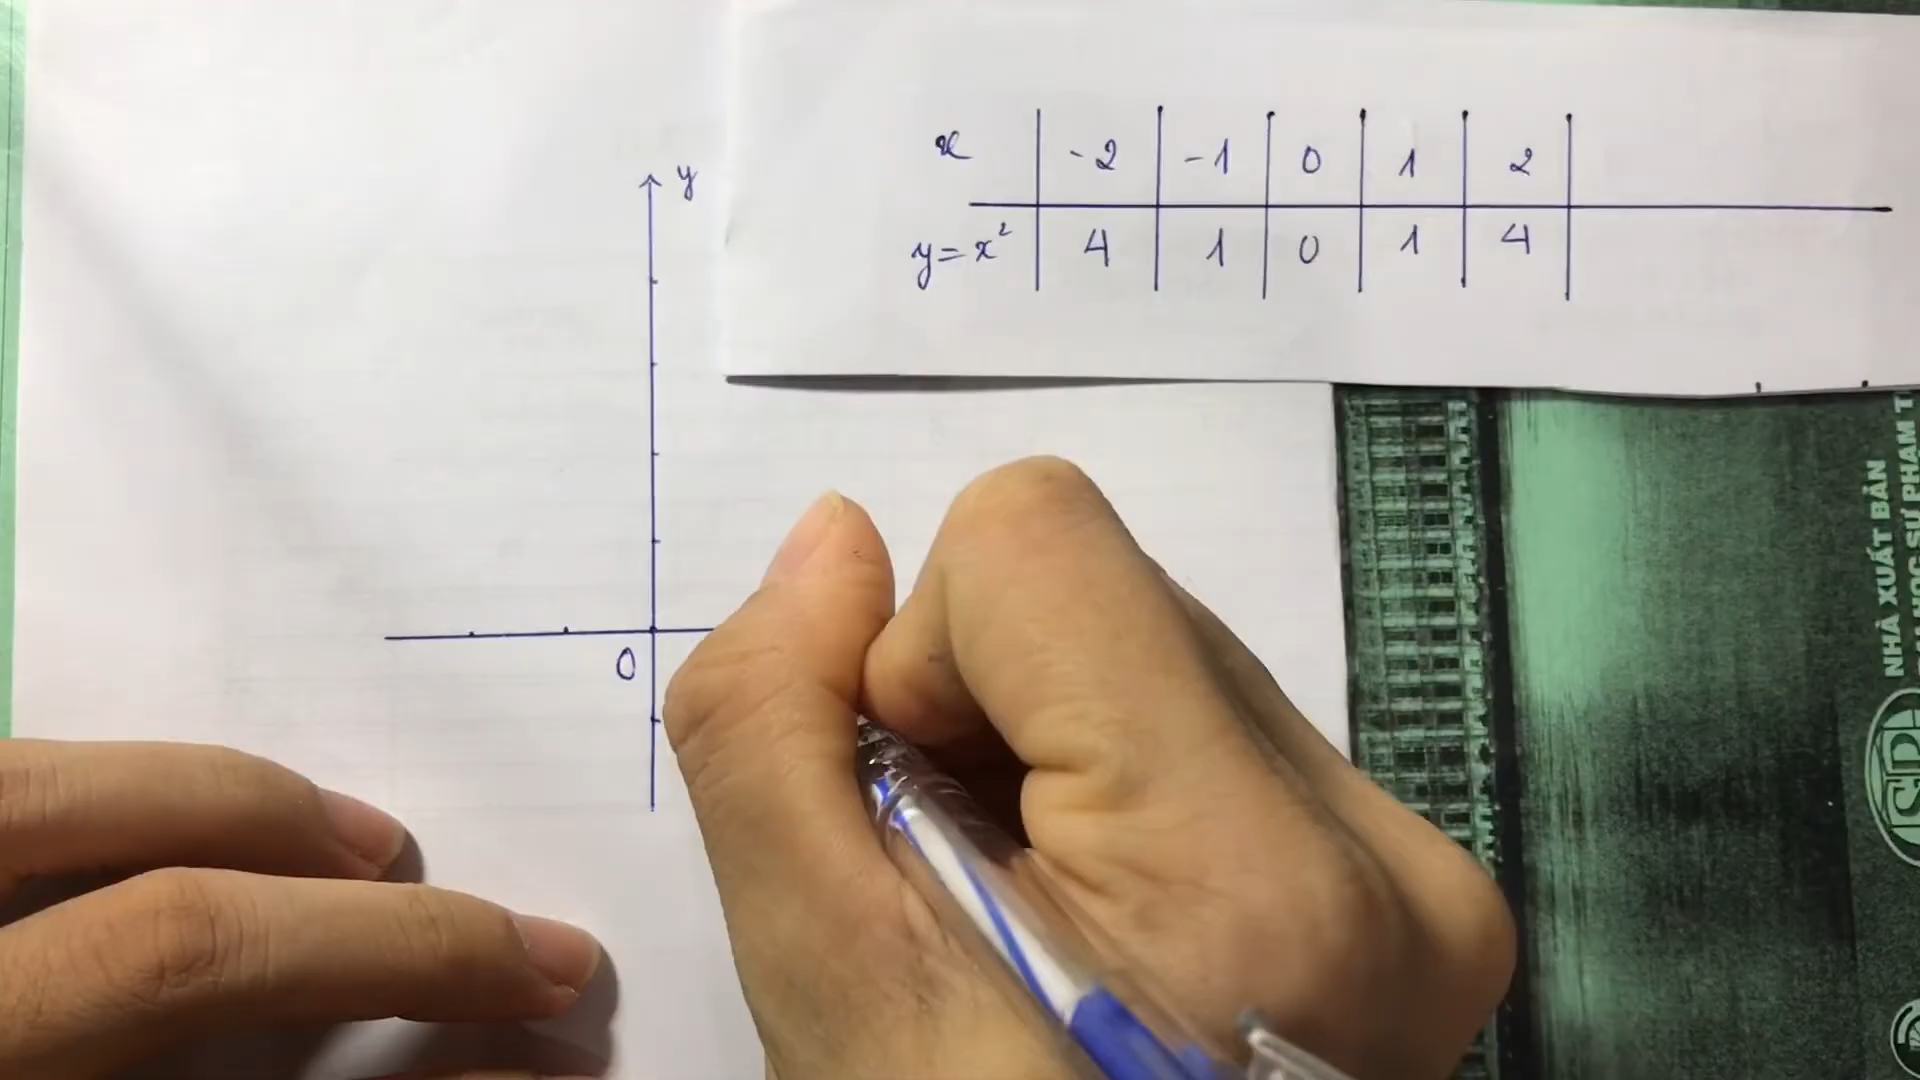 x -2 -1 0 1 2
y=x² 4 1 0 1 4
y
0
NHÀ XUẤT BẢN